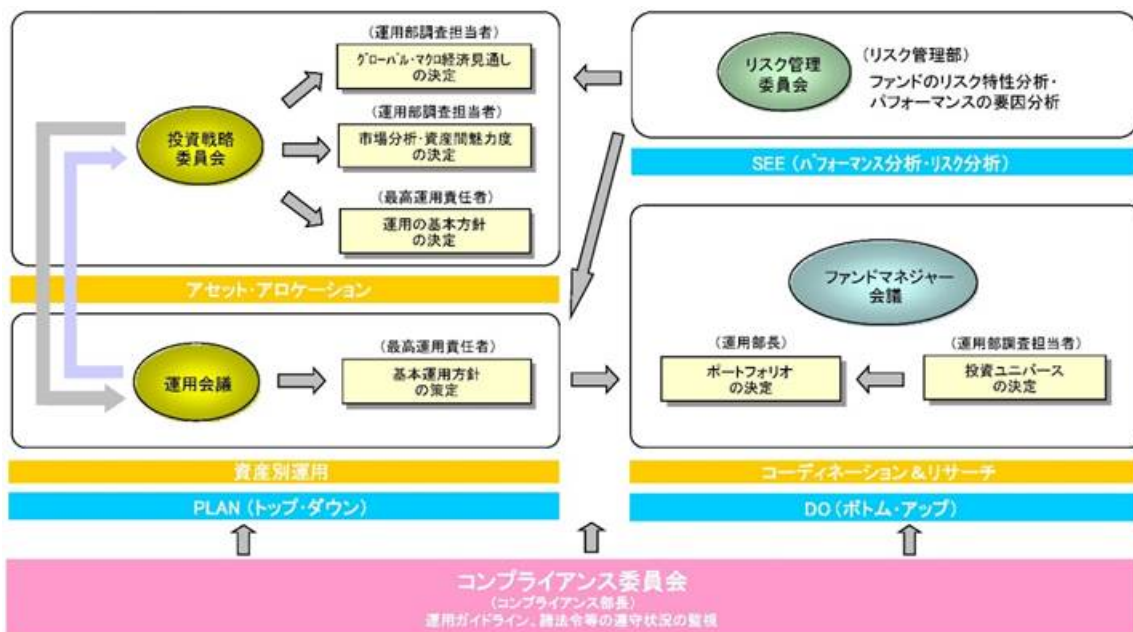 (運用部調査担当者)
グローバル・マクロ経済見通し
の決定
投資戦略
委員会
(運用部調査担当者)
市場分析・資産間魅力度
の決定
(最高運用責任者)
運用の基本方針
の決定
アセット・アロケーション
運用会議
(最高運用責任者)
基本運用方針
の策定
資産別運用
PLAN (トップ・ダウン)
リスク管理
委員会
(リスク管理部)
ファンドのリスク特性分析・
パフォーマンスの要因分析
SEE (パフォーマンス分析・リスク分析)
ファンドマネジャー
会議
(運用部長)
ポートフォリオ
の決定
(運用部調査担当者)
投資ユニバース
の決定
コーディネーション&リサーチ
DO (ボトム・アップ)
コンプライアンス委員会
(コンプライアンス部長)
運用ガイドライン、諸法令等の遵守状況の監視